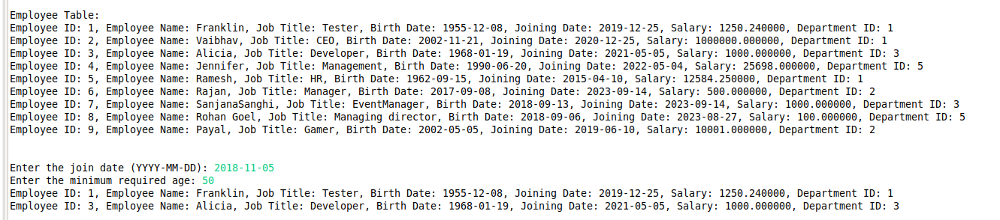 Employee Table:
Employee ID: 1, Employee Name: Franklin, Job Title: Tester, Birth Date: 1955-12-08, Joining Date: 2019-12-25, Salary: 1250.240000, Department ID: 1
Employee ID: 2, Employee Name: Vaibhav, Job Title: CEO, Birth Date: 2002-11-21, Joining Date: 2020-12-25, Salary: 1000000.000000, Department ID: 1
Employee ID: 3, Employee Name: Alicia, Job Title: Developer, Birth Date: 1968-01-19, Joining Date: 2021-05-05, Salary: 1000.000000, Department ID: 3
Employee ID: 4, Employee Name: Jennifer, Job Title: Management, Birth Date: 1990-06-20, Joining Date: 2022-05-04, Salary: 25698.000000, Department ID: 5
Employee ID: 5, Employee Name: Ramesh, Job Title: HR, Birth Date: 1962-09-15, Joining Date: 2015-04-10, Salary: 12584.250000, Department ID: 1
Employee ID: 6, Employee Name: Rajan, Job Title: Manager, Birth Date: 2017-09-08, Joining Date: 2023-09-14, Salary: 500.000000, Department ID: 2
Employee ID: 7, Employee Name: SanjanaSanghi, Job Title: EventManager, Birth Date: 2018-09-13, Joining Date: 2023-09-14, Salary: 1000.000000, Department ID: 3
Employee ID: 8, Employee Name: Rohan Goel, Job Title: Managing director, Birth Date: 2018-09-06, Joining Date: 2023-08-27, Salary: 100.000000, Department ID: 5
Employee ID: 9, Employee Name: Payal, Job Title: Gamer, Birth Date: 2002-05-05, Joining Date: 2019-06-10, Salary: 10001.000000, Department ID: 2
Enter the join date (YYYY-MM-DD): 2018-11-05
Enter the minimum required age: 50
Employee ID: 1, Employee Name: Franklin, Job Title: Tester, Birth Date: 1955-12-08, Joining Date: 2019-12-25, Salary: 1250.240000, Department ID: 1
Employee ID: 3, Employee Name: Alicia, Job Title: Developer, Birth Date: 1968-01-19, Joining Date: 2021-05-05, Salary: 1000.000000, Department ID: 3